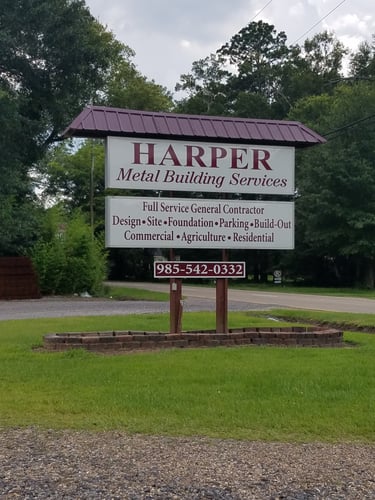 HARPER
Metal Building Services
Full Service General Contractor
Design • Site • Foundation • Parking • Build-Out
Commercial • Agriculture • Residential
985-542-0332